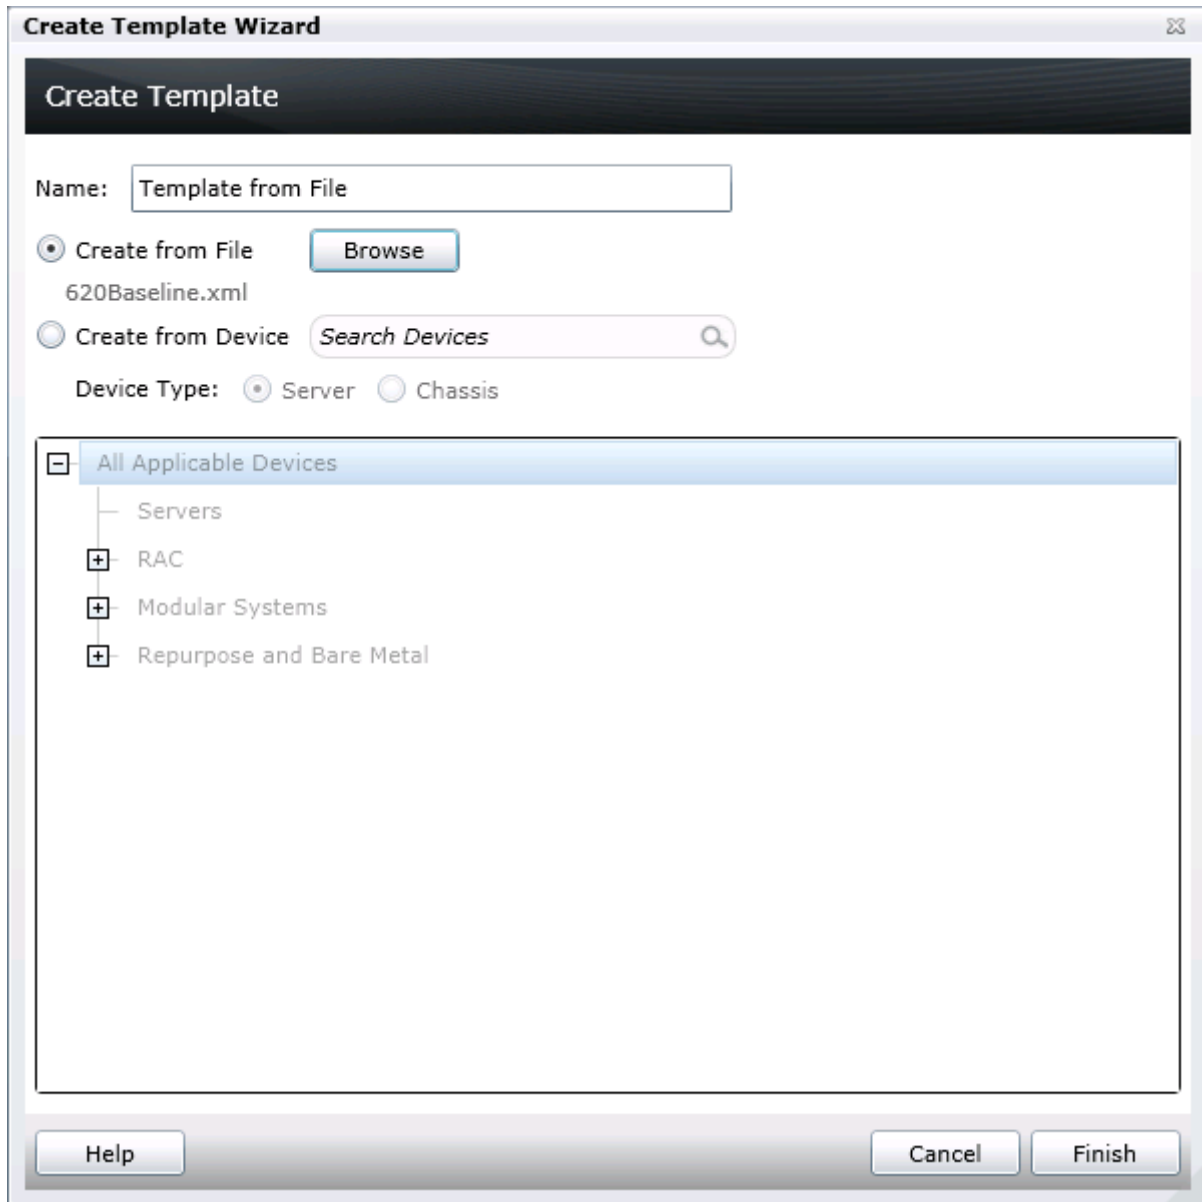 Create Template Wizard
Create Template
Name: Template from File
Create from File Browse
620Baseline.xml
Create from Device Search Devices
Device Type: Server Chassis
All Applicable Devices
Servers
RAC
Modular Systems
Repurpose and Bare Metal
Help Cancel Finish